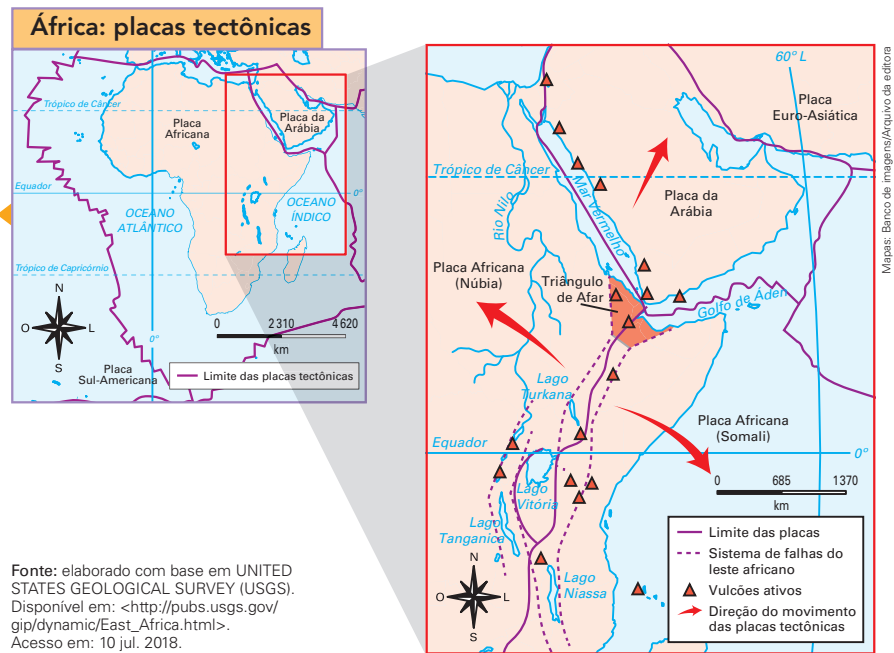 África: placas tectônicas
Trópico de Câncer
Placa
Africana
Placa da
Arábia
Equador
0°
OCEANO
ATLÂNTICO
OCEANO
ÍNDICO
Trópico de Capricórnio
N
O
L
S
0°
0
2 310
4 620
km
Placa
Sul-Americana
Limite das placas tectônicas
60° L
Placa
Euro-Asiática
Trópico de Câncer
Rio Nilo
Mar Vermelho
Placa da
Arábia
Placa Africana
(Núbia)
Triângulo
de Afar
Golfo de Áden
Lago
Turkana
Placa Africana
(Somali)
Equador
0°
0
685
1370
km
Lago
Vitória
Lago
Tanganica
N
O
L
S
Lago
Niassa
Limite das placas
Sistema de falhas do
leste africano
Vulcões ativos
Direção do movimento
das placas tectônicas
Mapas: Banco de imagens/Arquivo da editora
Fonte: elaborado com base em UNITED
STATES GEOLOGICAL SURVEY (USGS).
Disponível em: <http://pubs.usgs.gov/
gip/dynamic/East_Africa.html>.
Acesso em: 10 jul. 2018.